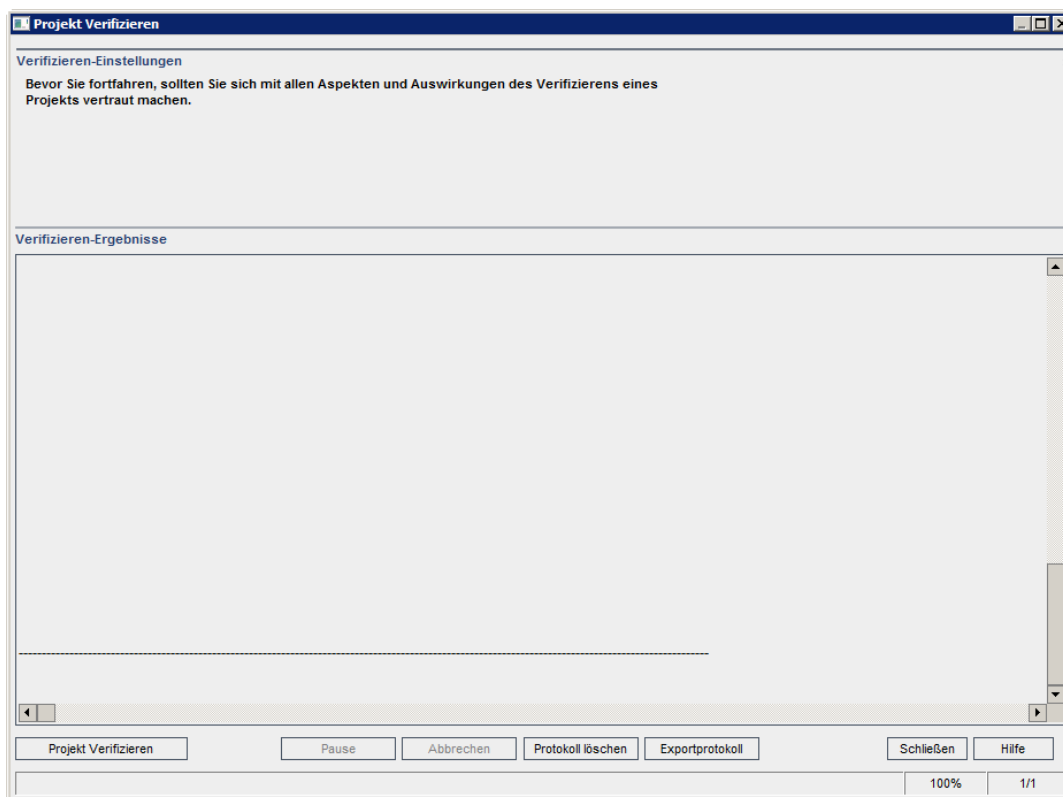 Projekt Verifizieren
Verifizieren-Einstellungen
Bevor Sie fortfahren, sollten Sie sich mit allen Aspekten und Auswirkungen des Verifizierens eines
Projekts vertraut machen.
Verifizieren-Ergebnisse
Projekt Verifizieren Pause Abbrechen Protokoll löschen Exportprotokoll Schließen Hilfe
100% 1/1